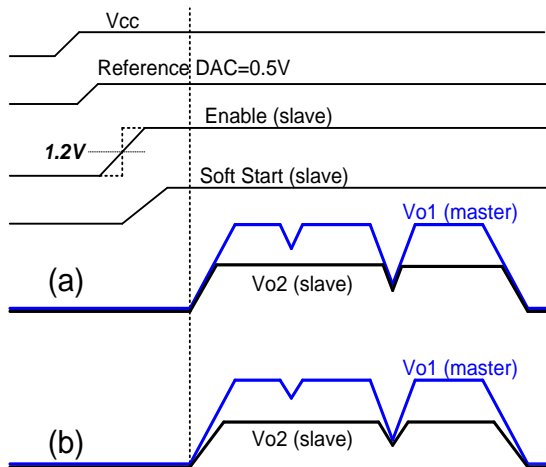 Vcc
Reference DAC=0.5V
Enable (slave)
1.2V
Soft Start (slave)
Vo1 (master)
(a)
Vo2 (slave)
Vo1 (master)
(b)
Vo2 (slave)